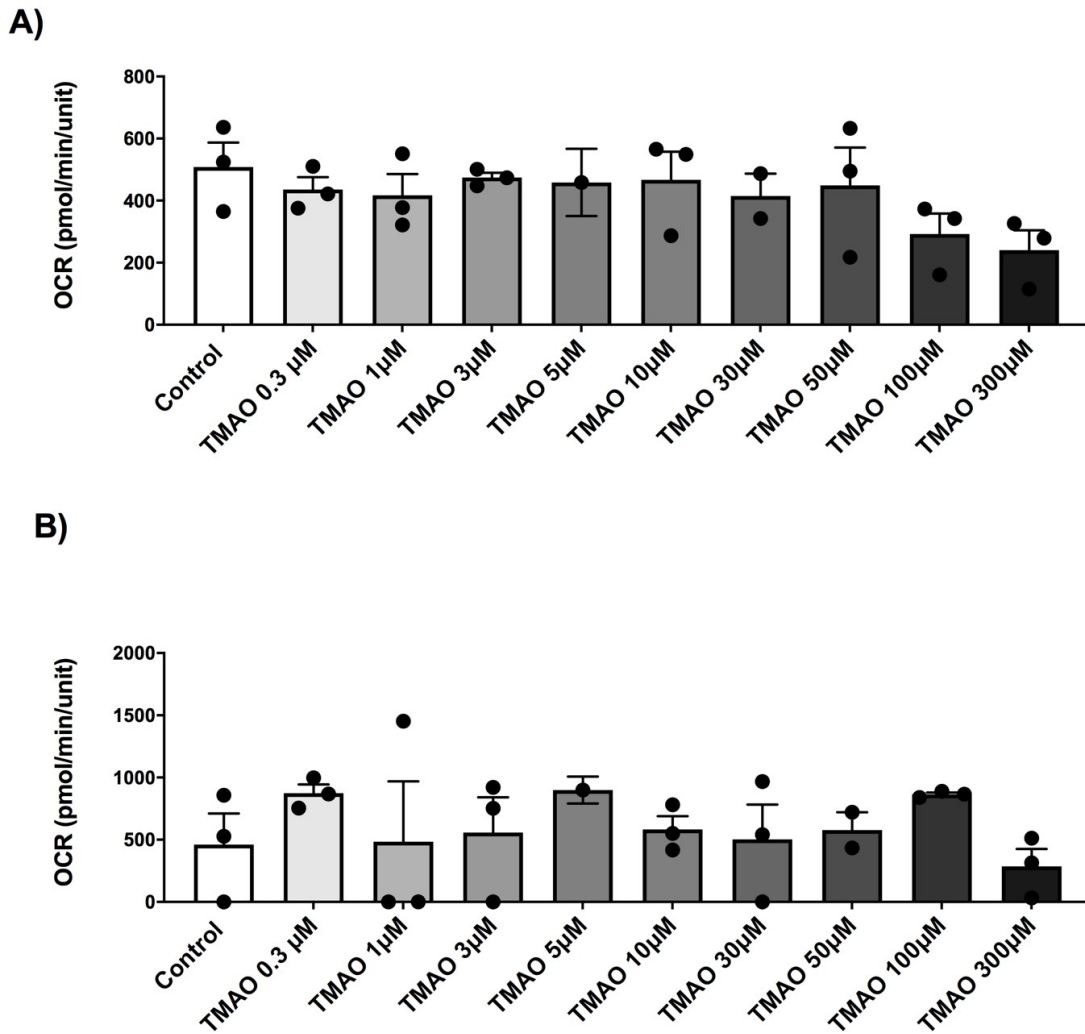 A)
OCR (pmol/min/unit)
800
600
400
200
0
Control
TMAO 0.3 µM
TMAO 1µM
TMAO 3µM
TMAO 5µM
TMAO 10µM
TMAO 30µM
TMAO 50µM
TMAO 100µM
TMAO 300µM
B)
OCR (pmol/min/unit)
2000
1500
1000
500
0
Control
TMAO 0.3 µM
TMAO 1µM
TMAO 3µM
TMAO 5µM
TMAO 10µM
TMAO 30µM
TMAO 50µM
TMAO 100µM
TMAO 300µM